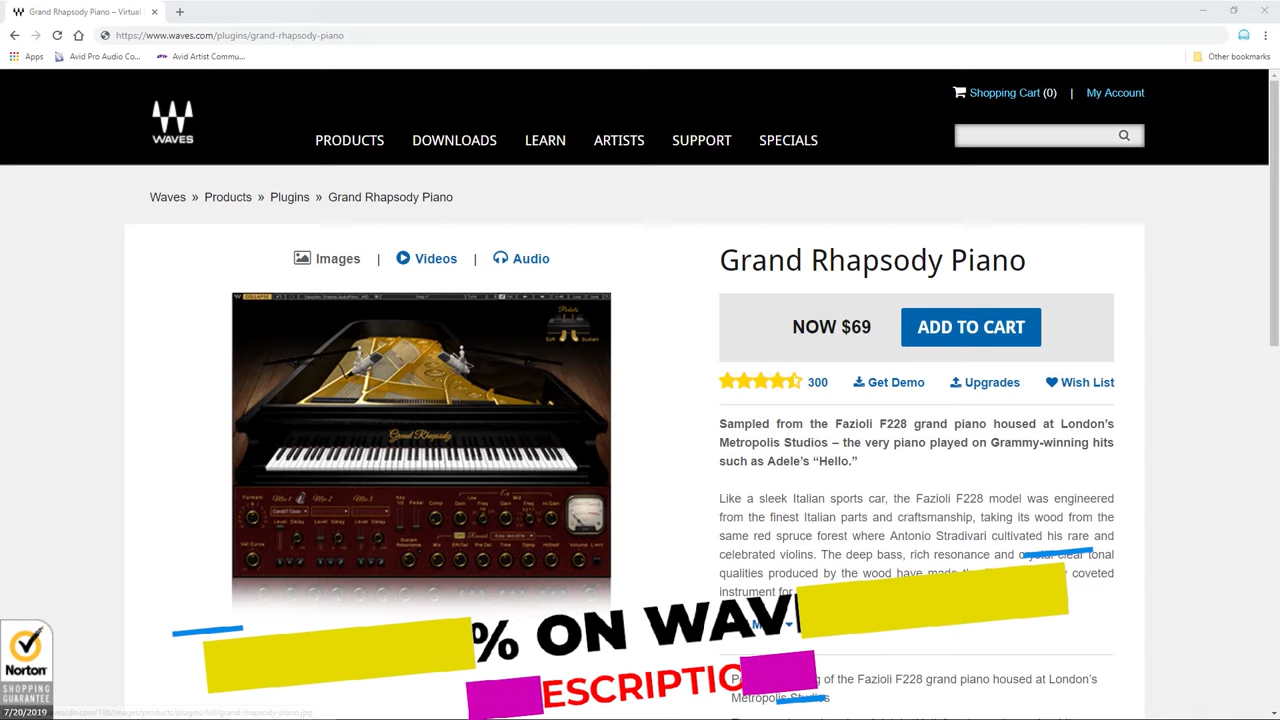 Grand Rhapsody Piano – Virtual
https://www.waves.com/plugins/grand-rhapsody-piano
Apps
Avid Pro Audio Co...
Avid Artist Commu...
Other bookmarks
Shopping Cart (0) | My Account
WAVES
PRODUCTS DOWNLOADS LEARN ARTISTS SUPPORT SPECIALS
Waves » Products » Plugins » Grand Rhapsody Piano
Images | Videos | Audio
Grand Rhapsody Piano
NOW $69 ADD TO CART
300 Get Demo Upgrades Wish List
Sampled from the Fazioli F228 grand piano housed at London’s
Metropolis Studios – the very piano played on Grammy-winning hits
such as Adele’s “Hello.”
Like a sleek Italian sports car, the Fazioli F228 model was engineered
from the finest Italian parts and craftsmanship, taking its wood from the
same red spruce forest where Antonio Stradivari cultivated his rare and
celebrated violins. The deep bass, rich resonance and crystal clear tonal
qualities produced by the wood have made coveted
instrument for
of the Fazioli F228 grand piano housed at London’s
Metropolis Studios
Grand Rhapsody
% ON WAV
ESCRIPTIO
Norton
SHOPPING
GUARANTEE
7/20/2019